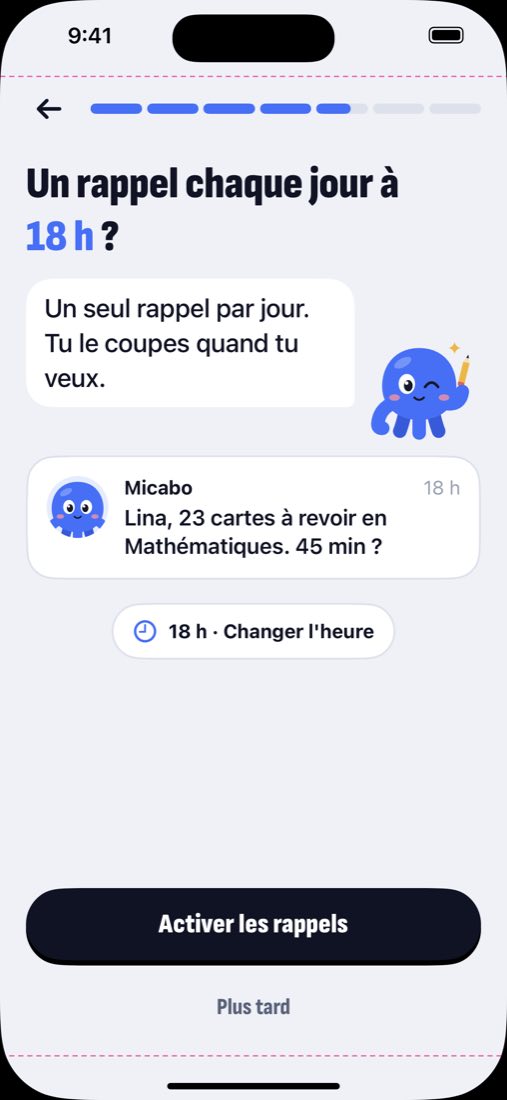 9:41
Un rappel chaque jour à
18 h ?
Un seul rappel par jour.
Tu le coupes quand tu
veux.
Micabo
18 h
Lina, 23 cartes à revoir en
Mathématiques. 45 min ?
18 h · Changer l'heure
Activer les rappels
Plus tard